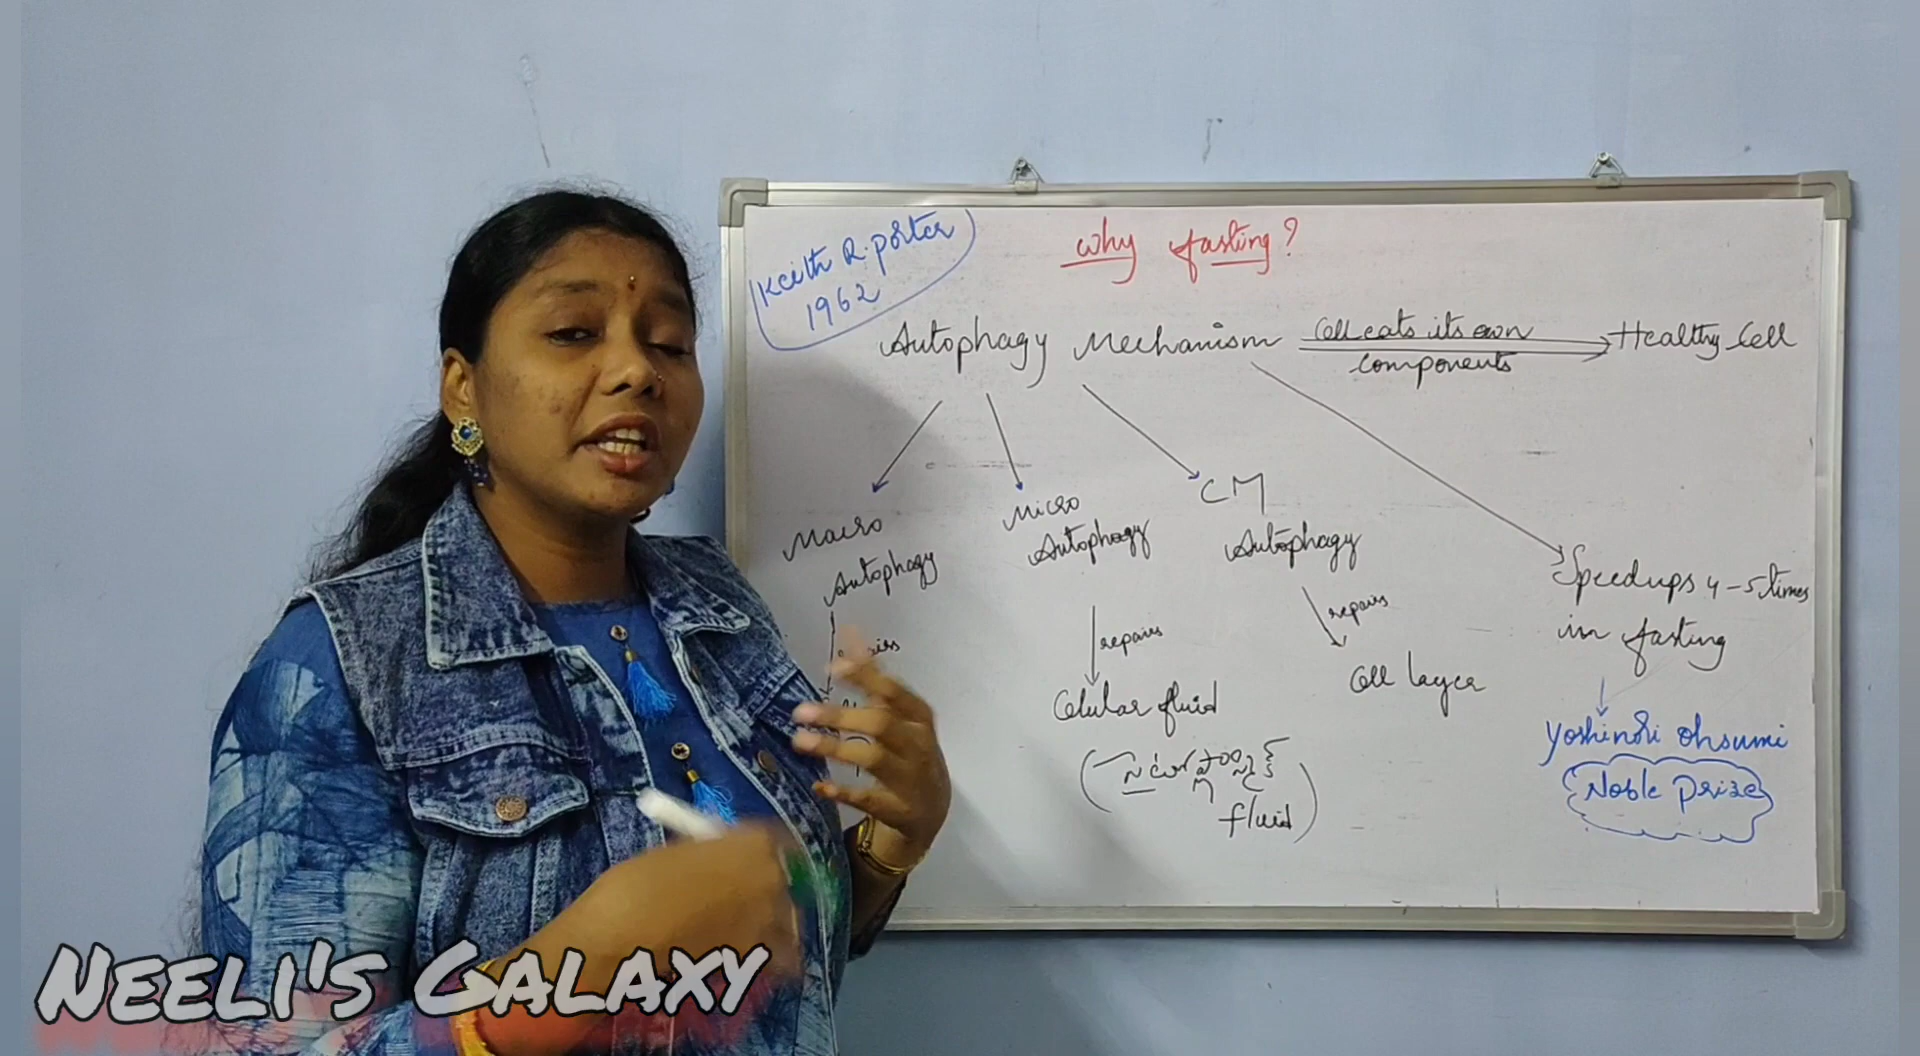 Keith R. Porter
1962
Why fasting?
Autophagy Mechanism
Cell eats its own
components
Healthy Cell
Macro
Autophagy
Micro
Autophagy
CM
Autophagy
Speedups 4-5 times
in fasting
repairs
repairs
Cellular fluid
Cell layer
fluid
Yoshinori Ohsumi
Noble Prize
NEELI'S GALAXY